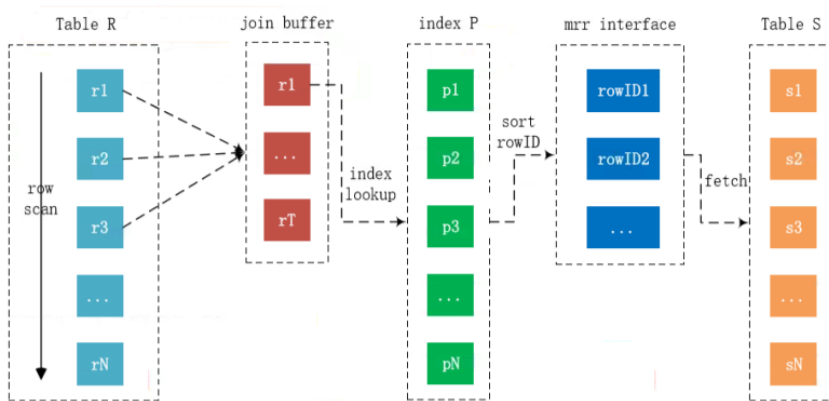 Table R
join buffer
index P
mrr interface
Table S
row
scan
r1
r2
r3
...
rN
r1
...
rT
index
lookup
p1
p2
p3
...
pN
sort
rowID
rowID1
rowID2
...
fetch
s1
s2
s3
...
sN